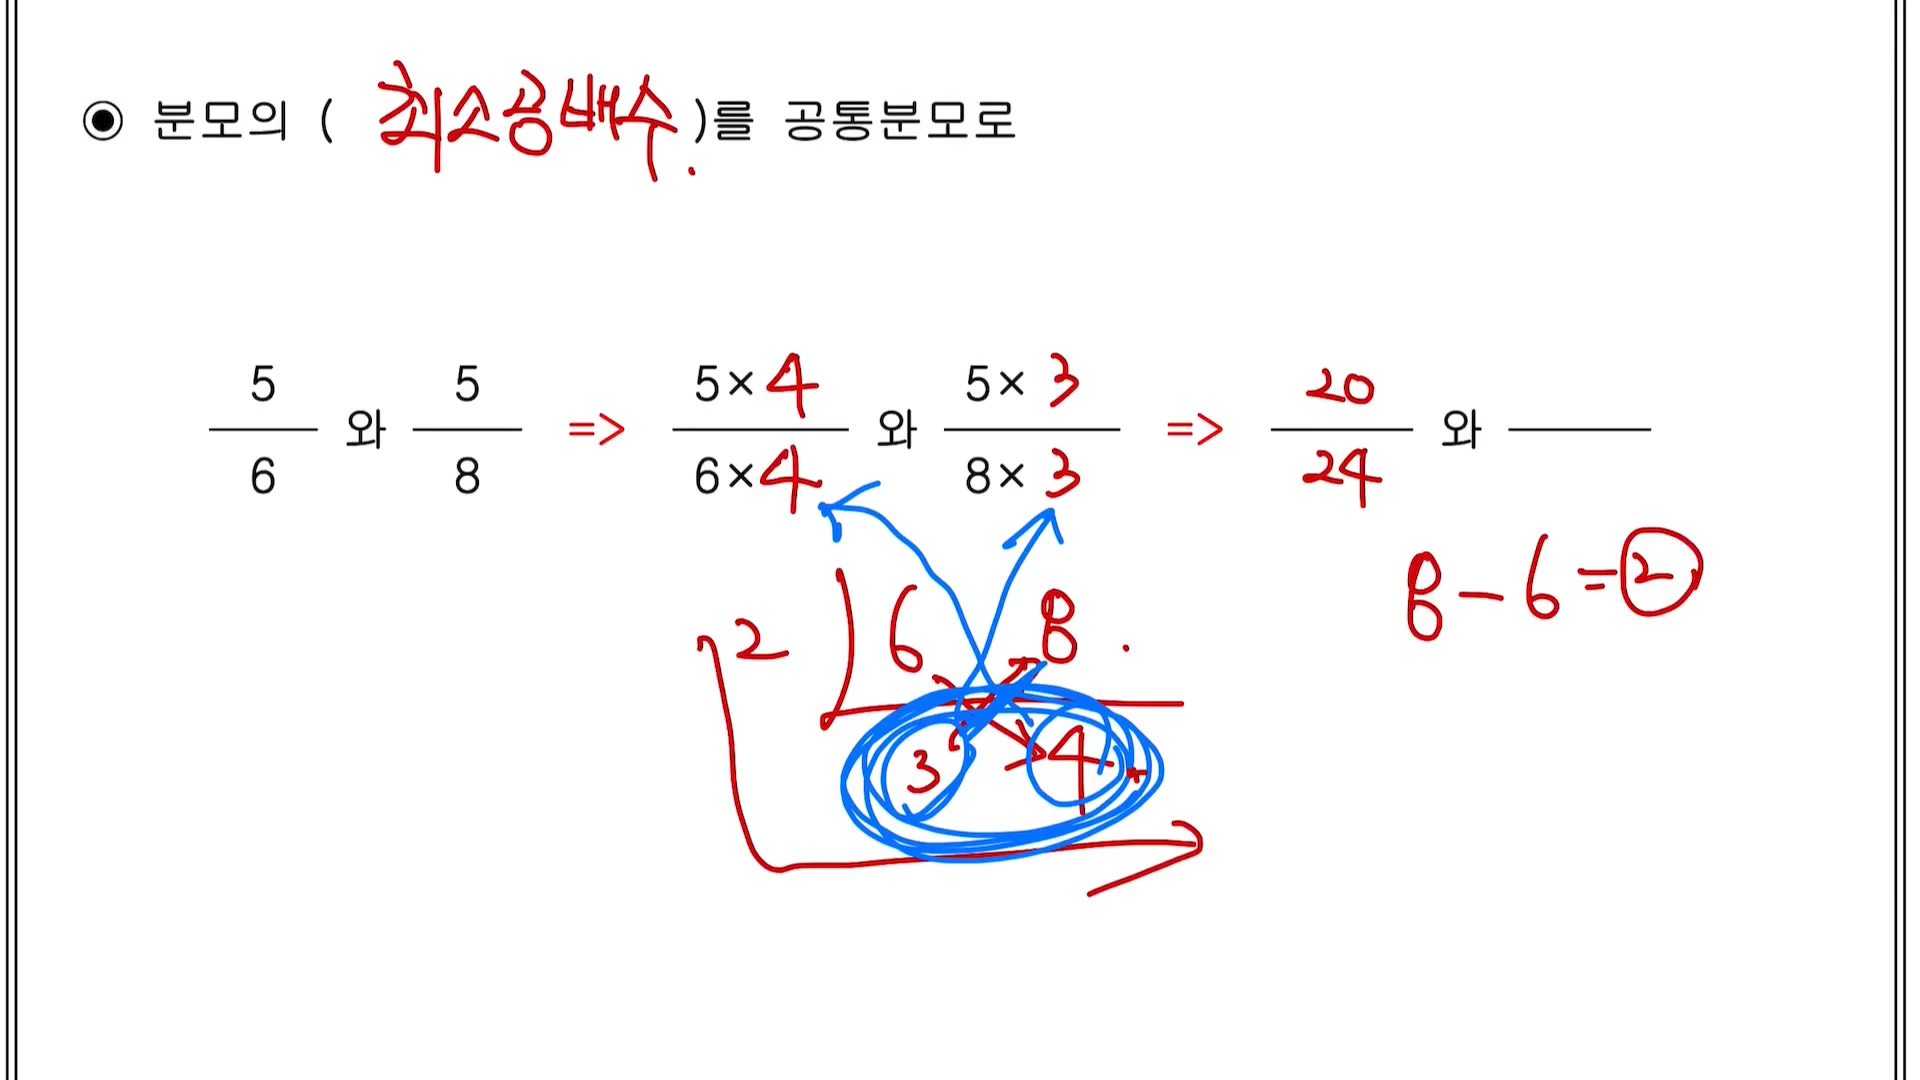 ◉ 분모의 ( 최소공배수. )를 공통분모로
5 5 5×4 5×3 20
와 => 와 => 와
6 8 6×4 8×3 24
8-6=2
2 6 8 .
3 4